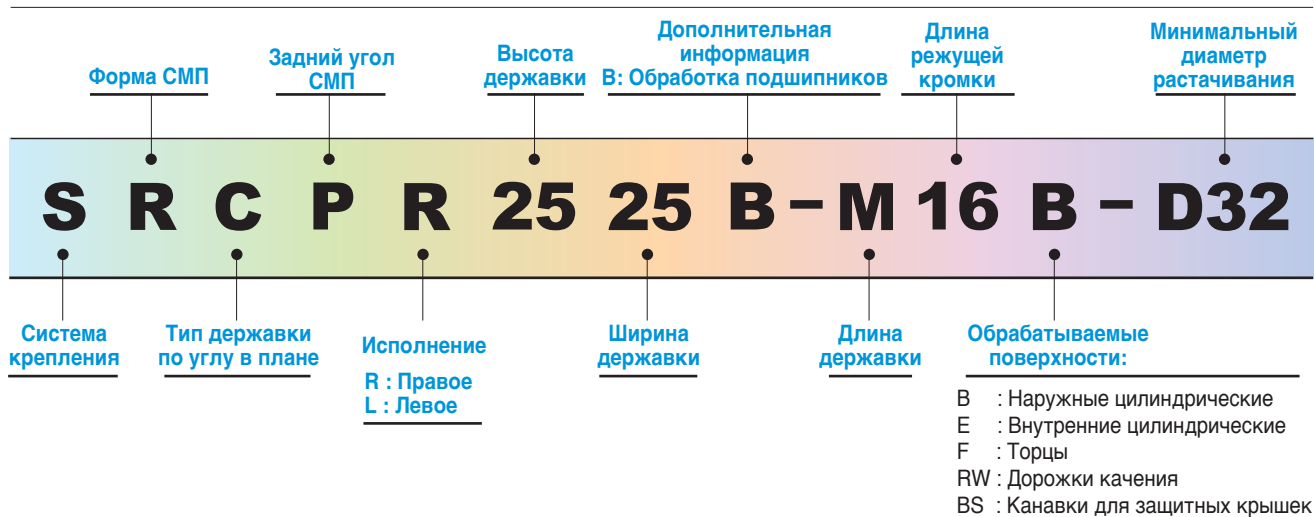 Форма СМП
Задний угол
СМП
Высота
державки
Дополнительная
информация
В: Обработка подшипников
Длина
режущей
кромки
Минимальный
диаметр
растачивания
S R C P R 25 25 B – M 16 B – D32
Система
крепления
Тип державки
по углу в плане
Исполнение
R : Правое
L : Левое
Ширина
державки
Длина
державки
Обрабатываемые
поверхности:
B : Наружные цилиндрические
E : Внутренние цилиндрические
F : Торцы
RW : Дорожки качения
BS : Канавки для защитных крышек